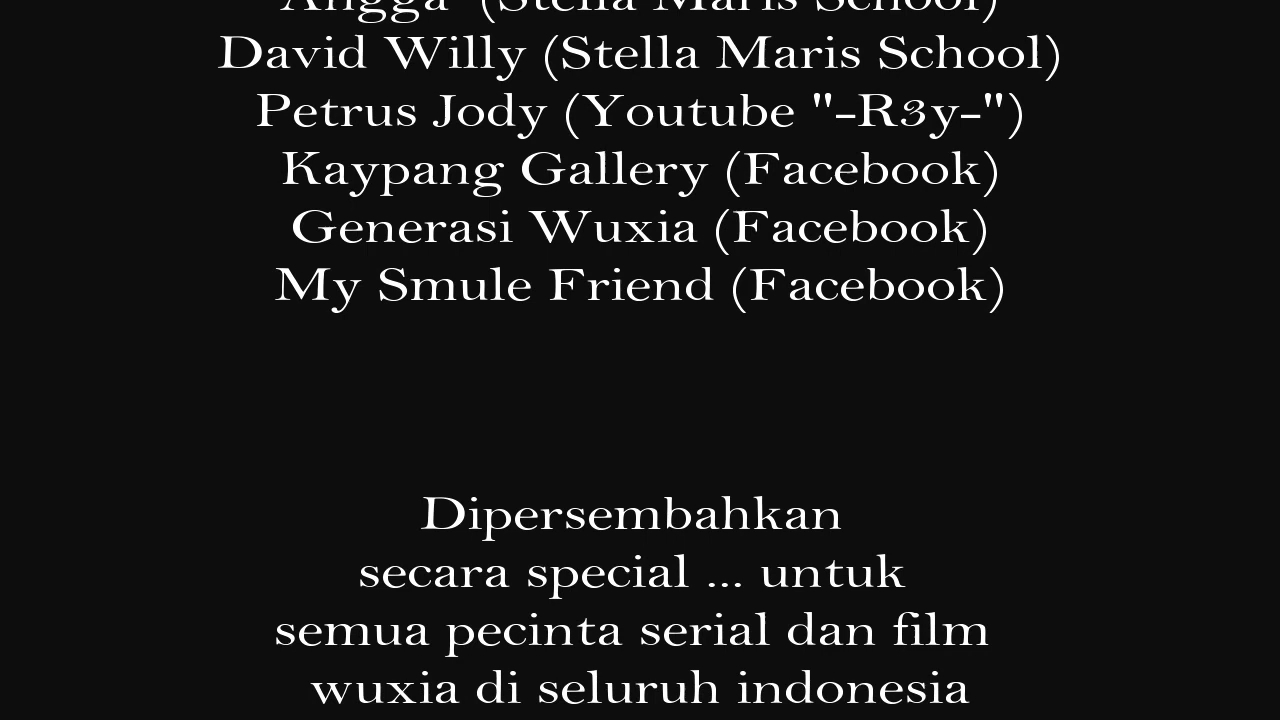 Angga (Stella Maris School)
David Willy (Stella Maris School)
Petrus Jody (Youtube "-R3y-")
Kaypang Gallery (Facebook)
Generasi Wuxia (Facebook)
My Smule Friend (Facebook)
Dipersembahkan
secara special ... untuk
semua pecinta serial dan film
wuxia di seluruh indonesia